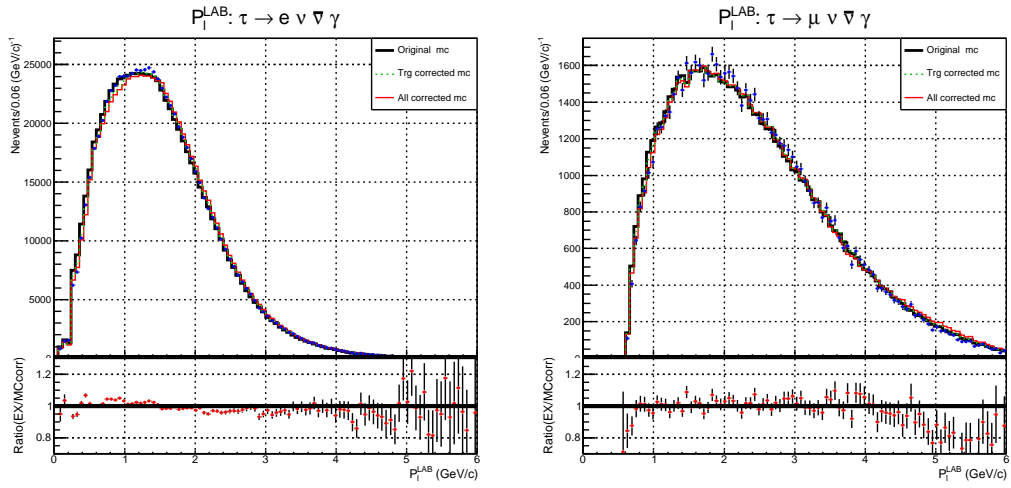 P_l^LAB: τ → e ν ν̅ γ
Nevents/0.06 (GeV/c)⁻¹
Original mc
Trg corrected mc
All corrected mc
25000
20000
15000
10000
5000
0
Ratio(EX/MCcorr)
1.2
1
0.8
0 1 2 3 4 5 6
P_l^LAB (GeV/c)
P_l^LAB: τ → μ ν ν̅ γ
Nevents/0.06 (GeV/c)⁻¹
Original mc
Trg corrected mc
All corrected mc
1600
1400
1200
1000
800
600
400
200
0
Ratio(EX/MCcorr)
1.2
1
0.8
0 1 2 3 4 5 6
P_l^LAB (GeV/c)